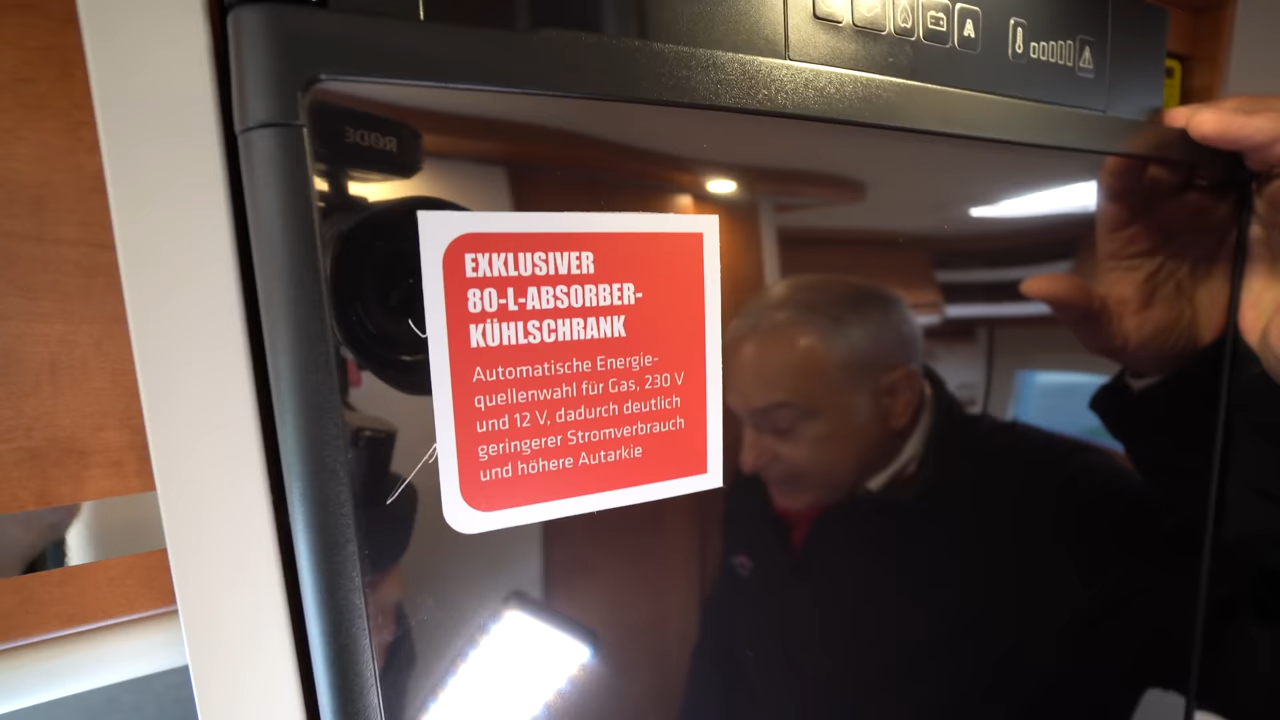 A
RODE
EXKLUSIVER
80-L-ABSORBER-
KÜHLSCHRANK
Automatische Energie-
quellenwahl für Gas, 230 V
und 12 V, dadurch deutlich
geringerer Stromverbrauch
und höhere Autarkie